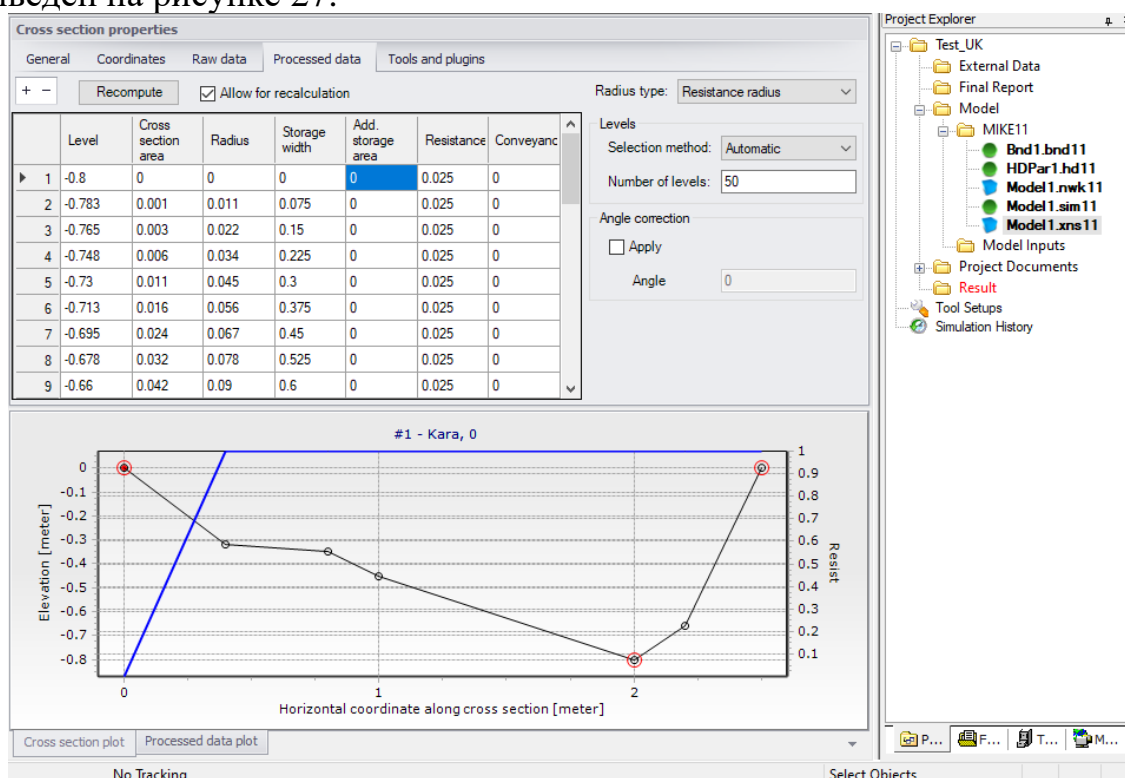 веден на рисунке 27.
Cross section properties
General Coordinates Raw data Processed data Tools and plugins
+ − Recompute Allow for recalculation
Radius type: Resistance radius
Level Cross section area Radius Storage width Add. storage area Resistance Conveyanc
1 -0.8 0 0 0 0 0.025 0
2 -0.783 0.001 0.011 0.075 0 0.025 0
3 -0.765 0.003 0.022 0.15 0 0.025 0
4 -0.748 0.006 0.034 0.225 0 0.025 0
5 -0.73 0.011 0.045 0.3 0 0.025 0
6 -0.713 0.016 0.056 0.375 0 0.025 0
7 -0.695 0.024 0.067 0.45 0 0.025 0
8 -0.678 0.032 0.078 0.525 0 0.025 0
9 -0.66 0.042 0.09 0.6 0 0.025 0
Levels
Selection method: Automatic
Number of levels: 50
Angle correction
Apply
Angle 0
#1 - Kara, 0
Elevation [meter]
0
-0.1
-0.2
-0.3
-0.4
-0.5
-0.6
-0.7
-0.8
1
0.9
0.8
0.7
0.6
0.5
0.4
0.3
0.2
0.1
Resist
0 1 2
Horizontal coordinate along cross section [meter]
Cross section plot Processed data plot
No Tracking Select Objects
Project Explorer
Test_UK
External Data
Final Report
Model
MIKE11
Bnd1.bnd11
HDPar1.hd11
Model1.nwk11
Model1.sim11
Model1.xns11
Model Inputs
Project Documents
Result
Tool Setups
Simulation History
P... F... T... M...